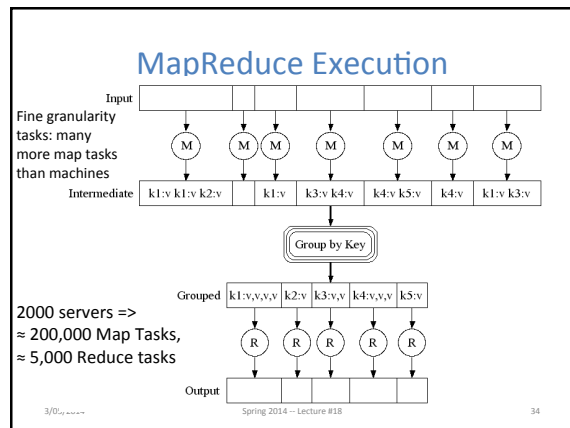 MapReduce Execution
Input
Fine granularity
tasks: many
more map tasks
than machines
M M M M M M M
Intermediate k1:v k1:v k2:v k1:v k3:v k4:v k4:v k5:v k4:v k1:v k3:v
Group by Key
Grouped k1:v,v,v,v k2:v k3:v,v k4:v,v,v k5:v
2000 servers =>
≈ 200,000 Map Tasks,
≈ 5,000 Reduce tasks
R R R R R
Output
Spring 2014 -- Lecture #18
34